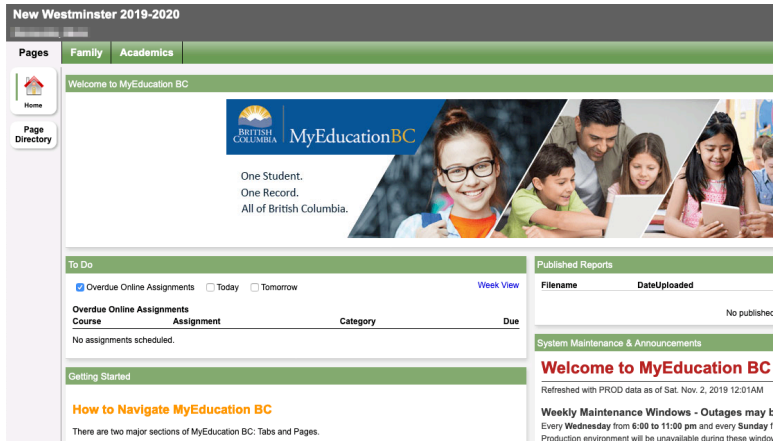 New Westminster 2019-2020
Pages Family Academics
Home
Page
Directory
Welcome to MyEducation BC
BRITISH
COLUMBIA
MyEducationBC
One Student.
One Record.
All of British Columbia.
To Do
Overdue Online Assignments Today Tomorrow Week View
Overdue Online Assignments
Course Assignment Category Due
No assignments scheduled.
Getting Started
How to Navigate MyEducation BC
There are two major sections of MyEducation BC: Tabs and Pages.
Published Reports
Filename DateUploaded
No published
System Maintenance & Announcements
Welcome to MyEducation BC
Refreshed with PROD data as of Sat. Nov. 2, 2019 12:01AM
Weekly Maintenance Windows - Outages may
Every Wednesday from 6:00 to 11:00 pm and every Sunday
Production environment will be unavailable during these